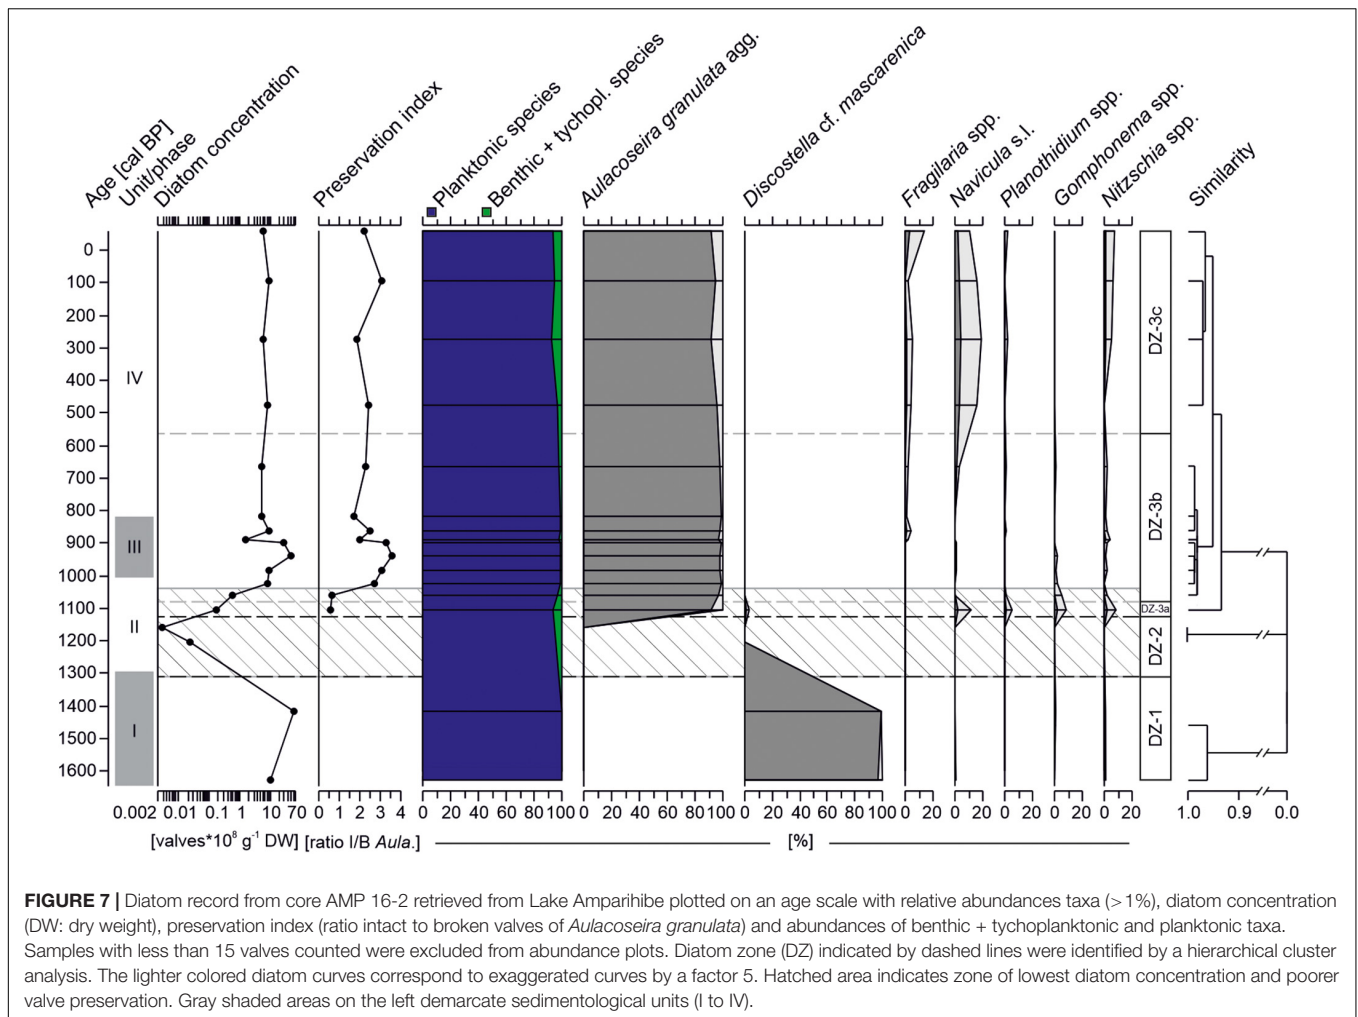 Age [cal BP]
Unit/phase
Diatom concentration
Preservation index
Planktonic species
Benthic + tychopl. species
Aulacoseira granulata agg.
Discostella cf. mascarenica
Fragilaria spp.
Navicula s.l.
Planothidium spp.
Gomphonema spp.
Nitzschia spp.
Similarity
0
100
200
300
400
500
600
700
800
900
1000
1100
1200
1300
1400
1500
1600
IV
III
II
I
DZ-3c
DZ-3b
DZ-3a
DZ-2
DZ-1
0.002 0.01 0.1 1 10 70
0 1 2 3 4
0 20 40 60 80 100
0 20 40 60 80 100
0 20 40 60 80 100
0 20
0 20
0 20
0 20
0 20
1.0 0.9 0.0
[valves*10⁸ g⁻¹ DW] [ratio I/B Aula.] [%]
FIGURE 7 | Diatom record from core AMP 16-2 retrieved from Lake Amparihibe plotted on an age scale with relative abundances taxa (>1%), diatom concentration
(DW: dry weight), preservation index (ratio intact to broken valves of Aulacoseira granulata) and abundances of benthic + tychoplanktonic and planktonic taxa.
Samples with less than 15 valves counted were excluded from abundance plots. Diatom zone (DZ) indicated by dashed lines were identified by a hierarchical cluster
analysis. The lighter colored diatom curves correspond to exaggerated curves by a factor 5. Hatched area indicates zone of lowest diatom concentration and poorer
valve preservation. Gray shaded areas on the left demarcate sedimentological units (I to IV).